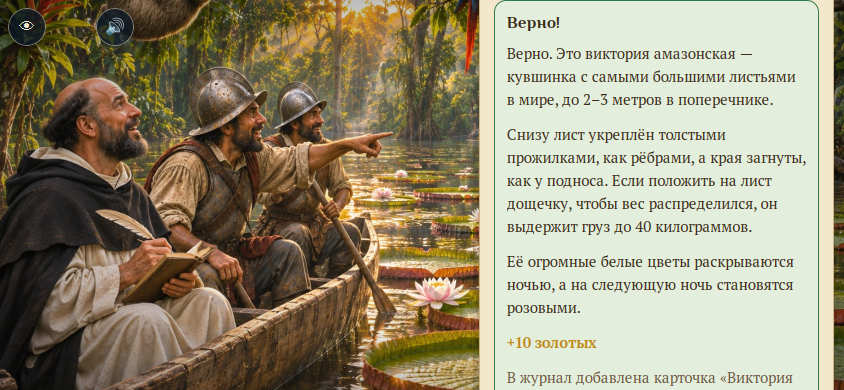 Верно!
Верно. Это виктория амазонская —
кувшинка с самыми большими листьями
в мире, до 2–3 метров в поперечнике.
Снизу лист укреплён толстыми
прожилками, как рёбрами, а края загнуты,
как у подноса. Если положить на лист
дощечку, чтобы вес распределился, он
выдержит груз до 40 килограммов.
Её огромные белые цветы раскрываются
ночью, а на следующую ночь становятся
розовыми.
+10 золотых
В журнал добавлена карточка «Виктория